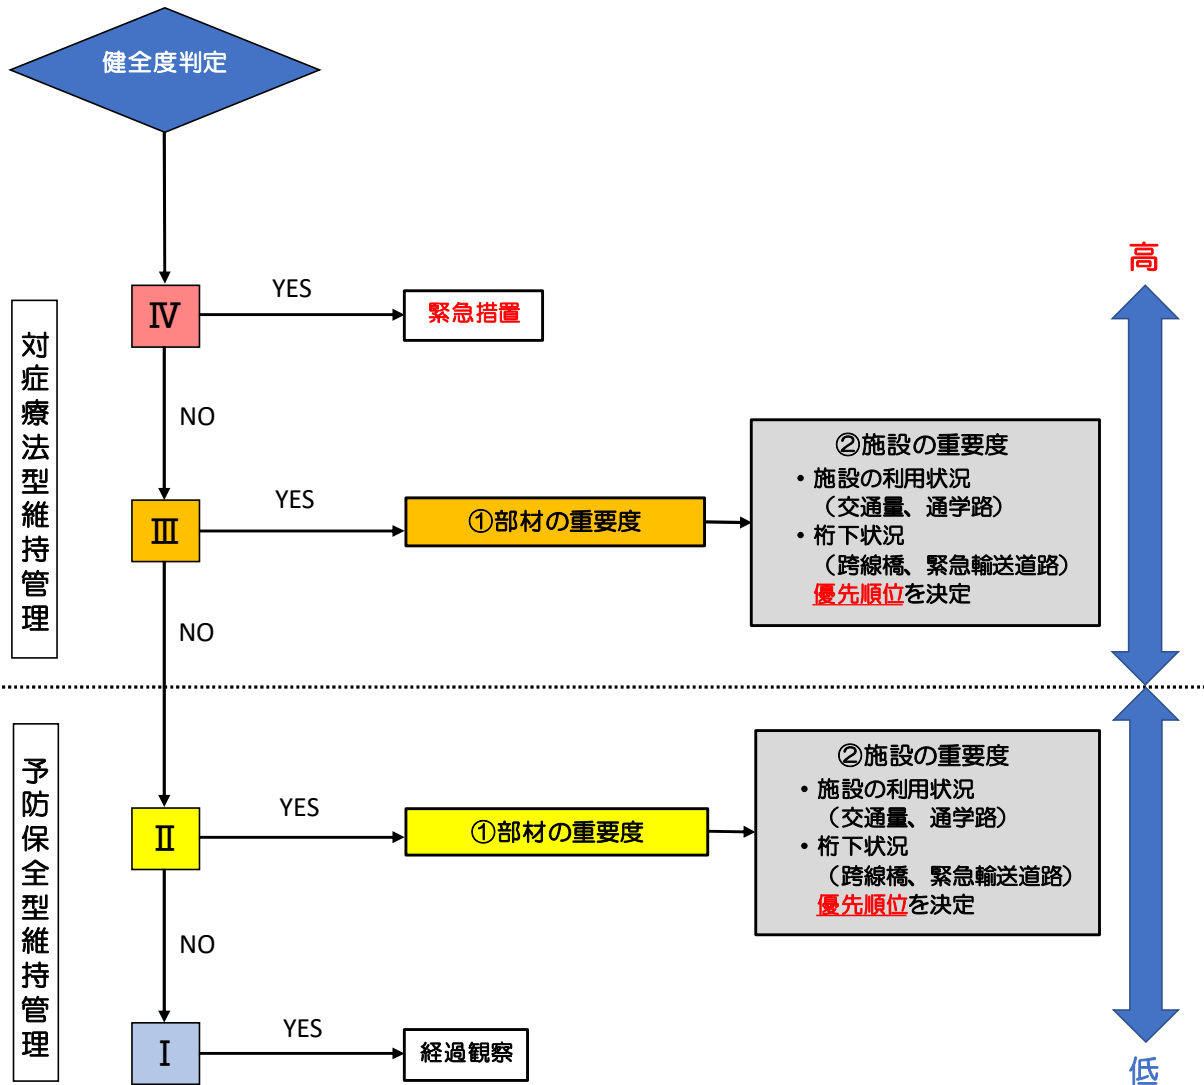 健全度判定
高
対症療法型維持管理
Ⅳ
YES
緊急措置
NO
Ⅲ
YES
①部材の重要度
②施設の重要度
・施設の利用状況
（交通量、通学路）
・桁下状況
（跨線橋、緊急輸送道路）
優先順位を決定
NO
予防保全型維持管理
Ⅱ
YES
①部材の重要度
②施設の重要度
・施設の利用状況
（交通量、通学路）
・桁下状況
（跨線橋、緊急輸送道路）
優先順位を決定
NO
Ⅰ
YES
経過観察
低